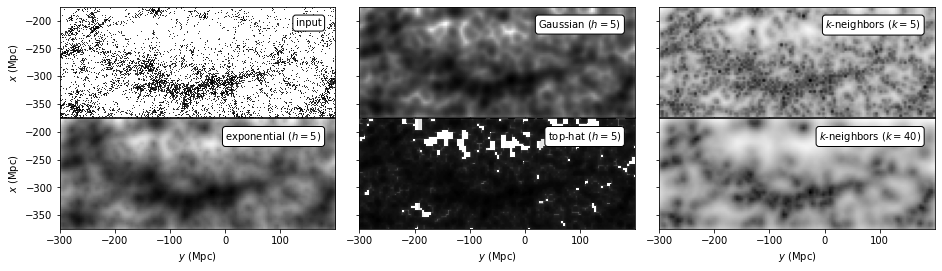 input
Gaussian (h = 5)
k-neighbors (k = 5)
x (Mpc)
−200
−250
−300
−350
exponential (h = 5)
top-hat (h = 5)
k-neighbors (k = 40)
x (Mpc)
−200
−250
−300
−350
−300
−200
−100
0
100
−300
−200
−100
0
100
−300
−200
−100
0
100
y (Mpc)
y (Mpc)
y (Mpc)